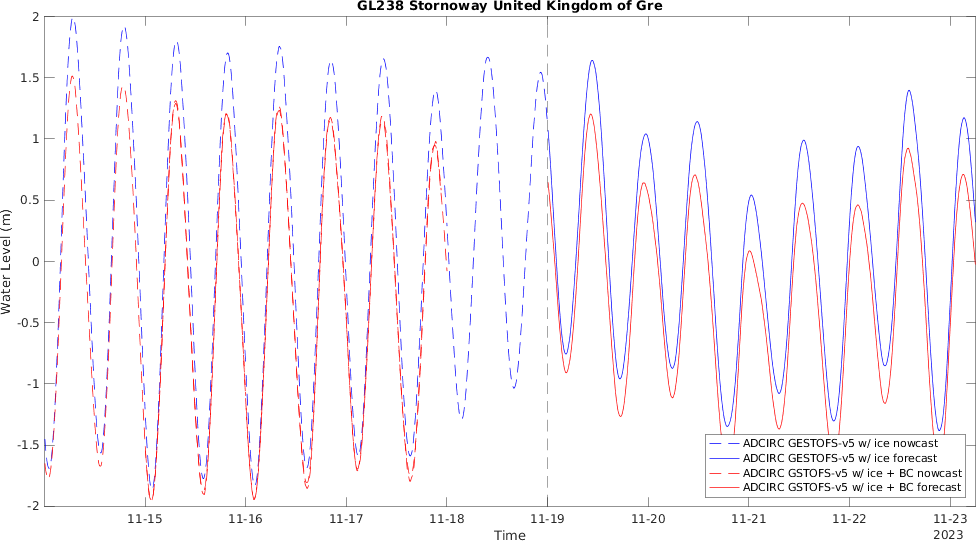 GL238 Stornoway United Kingdom of Gre
2
1.5
1
0.5
0
-0.5
-1
-1.5
-2
Water Level (m)
11-15
11-16
11-17
11-18
11-19
11-20
11-21
11-22
11-23
2023
Time
ADCIRC GESTOFS-v5 w/ ice nowcast
ADCIRC GESTOFS-v5 w/ ice forecast
ADCIRC GSTOFS-v5 w/ ice + BC nowcast
ADCIRC GSTOFS-v5 w/ ice + BC forecast